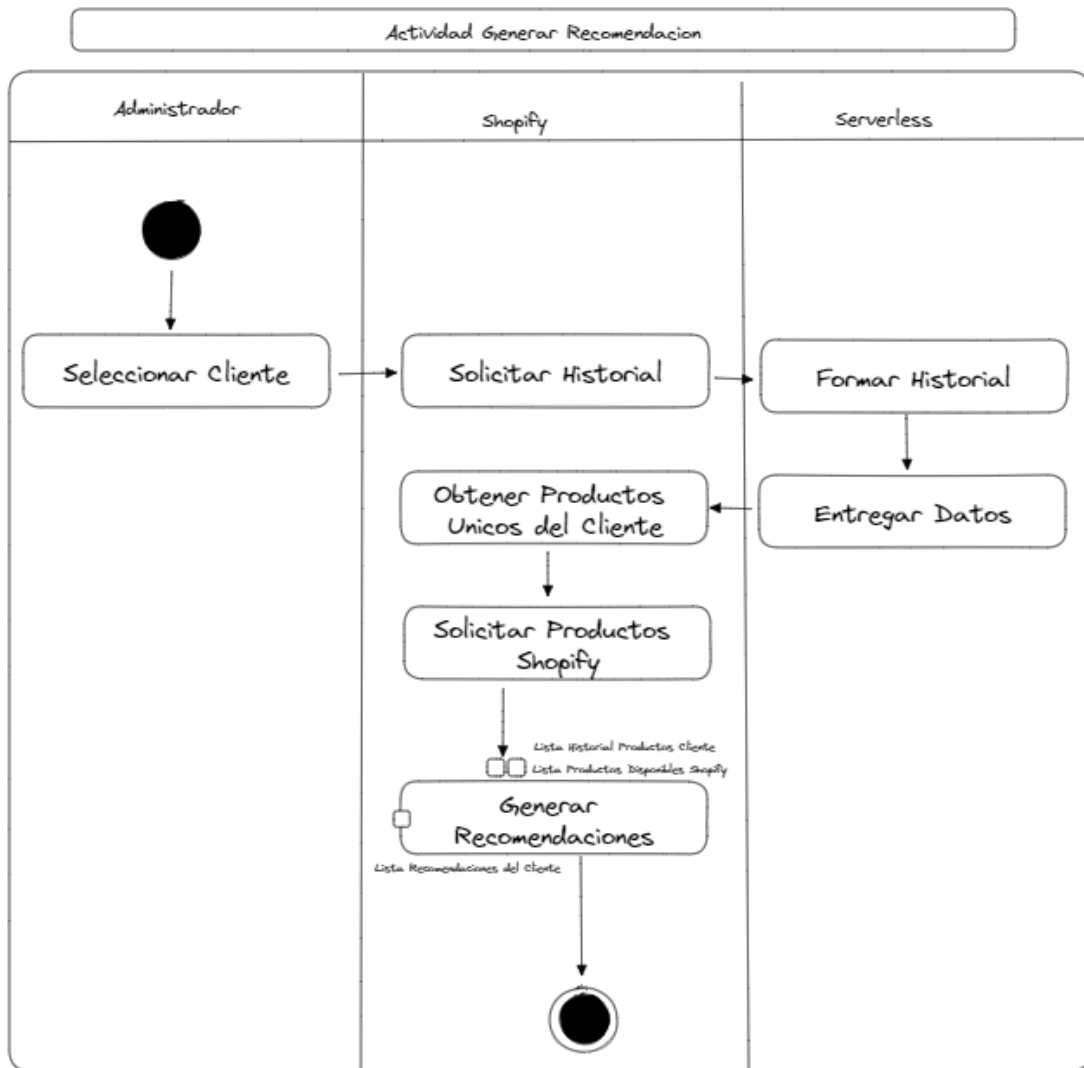 Actividad Generar Recomendacion
Administrador
Shopify
Serverless
Seleccionar Cliente
Solicitar Historial
Formar Historial
Obtener Productos
Unicos del Cliente
Entregar Datos
Solicitar Productos
Shopify
Lista Historial Productos Cliente
Lista Productos Disponibles Shopify
Generar
Recomendaciones
Lista Recomendaciones del Cliente